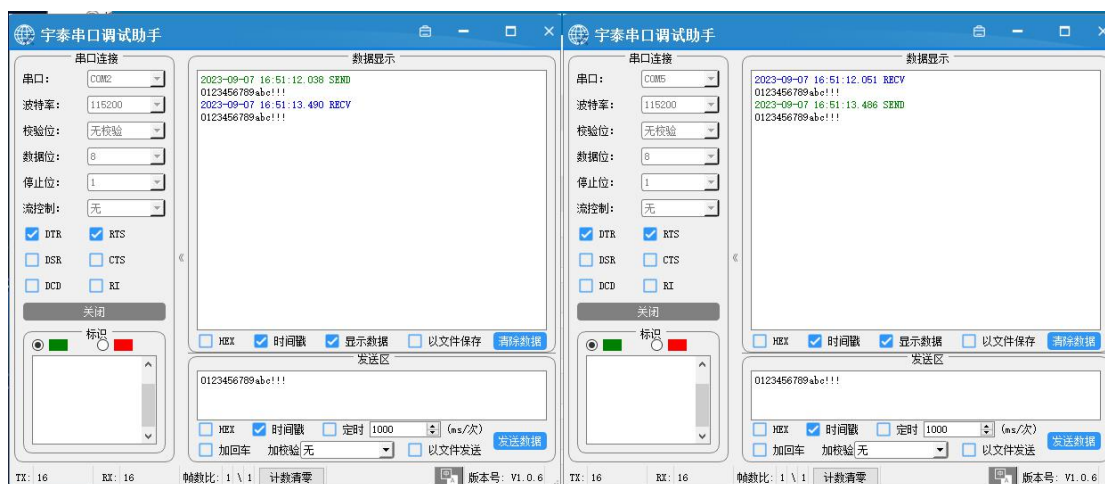 宇泰串口调试助手
串口连接
串口： COM2
波特率： 115200
校验位： 无校验
数据位： 8
停止位： 1
流控制： 无
DTR RTS
DSR CTS
DCD RI
关闭
标识
«
数据显示
2023-09-07 16:51:12.038 SEND
0123456789abc!!!
2023-09-07 16:51:13.490 RECV
0123456789abc!!!
HEX 时间戳 显示数据 以文件保存 清除数据
发送区
0123456789abc!!!
HEX 时间戳 定时 1000 (ms/次)
加回车 加校验 无 以文件发送 发送数据
TX: 16 RX: 16 帧数比: 1 \ 1 计数清零 版本号: V1.0.6
宇泰串口调试助手
串口连接
串口： COM5
波特率： 115200
校验位： 无校验
数据位： 8
停止位： 1
流控制： 无
DTR RTS
DSR CTS
DCD RI
关闭
标识
«
数据显示
2023-09-07 16:51:12.051 RECV
0123456789abc!!!
2023-09-07 16:51:13.486 SEND
0123456789abc!!!
HEX 时间戳 显示数据 以文件保存 清除数据
发送区
0123456789abc!!!
HEX 时间戳 定时 1000 (ms/次)
加回车 加校验 无 以文件发送 发送数据
TX: 16 RX: 16 帧数比: 1 \ 1 计数清零 版本号: V1.0.6